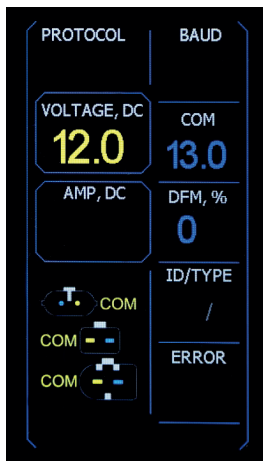 PROTOCOL BAUD
VOLTAGE, DC COM
12.0 13.0
AMP, DC DFM, %
0
ID/TYPE
/
COM
COM
ERROR
COM